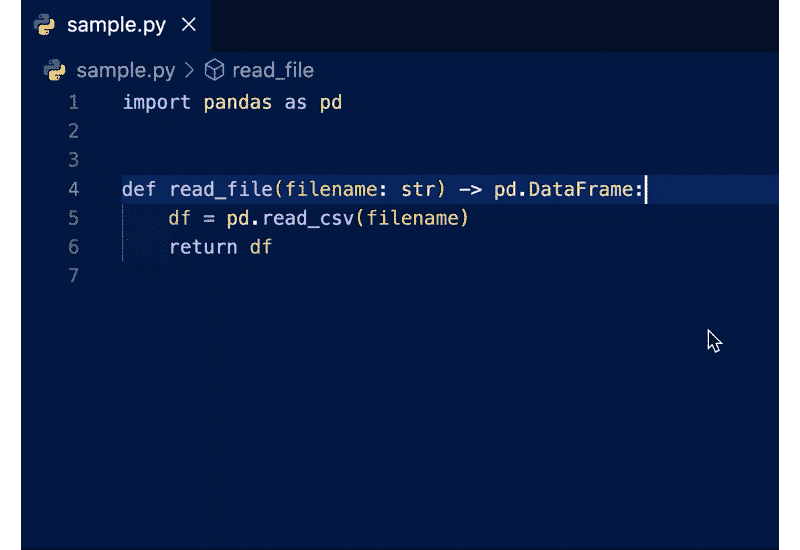 sample.py
sample.py > read_file
1 import pandas as pd
2
3
4 def read_file(filename: str) -> pd.DataFrame:
5     df = pd.read_csv(filename)
6     return df
7